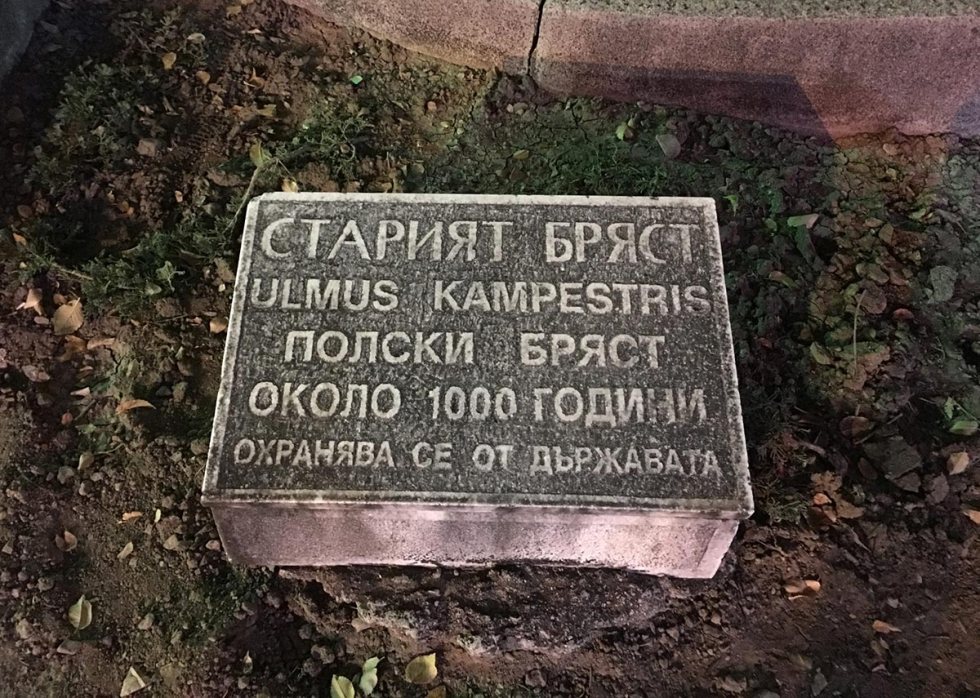 СТАРИЯТ БРЯСТ
ULMUS KAMPESTRIS
ПОЛСКИ БРЯСТ
ОКОЛО 1000 ГОДИНИ
ОХРАНЯВА СЕ ОТ ДЪРЖАВАТА